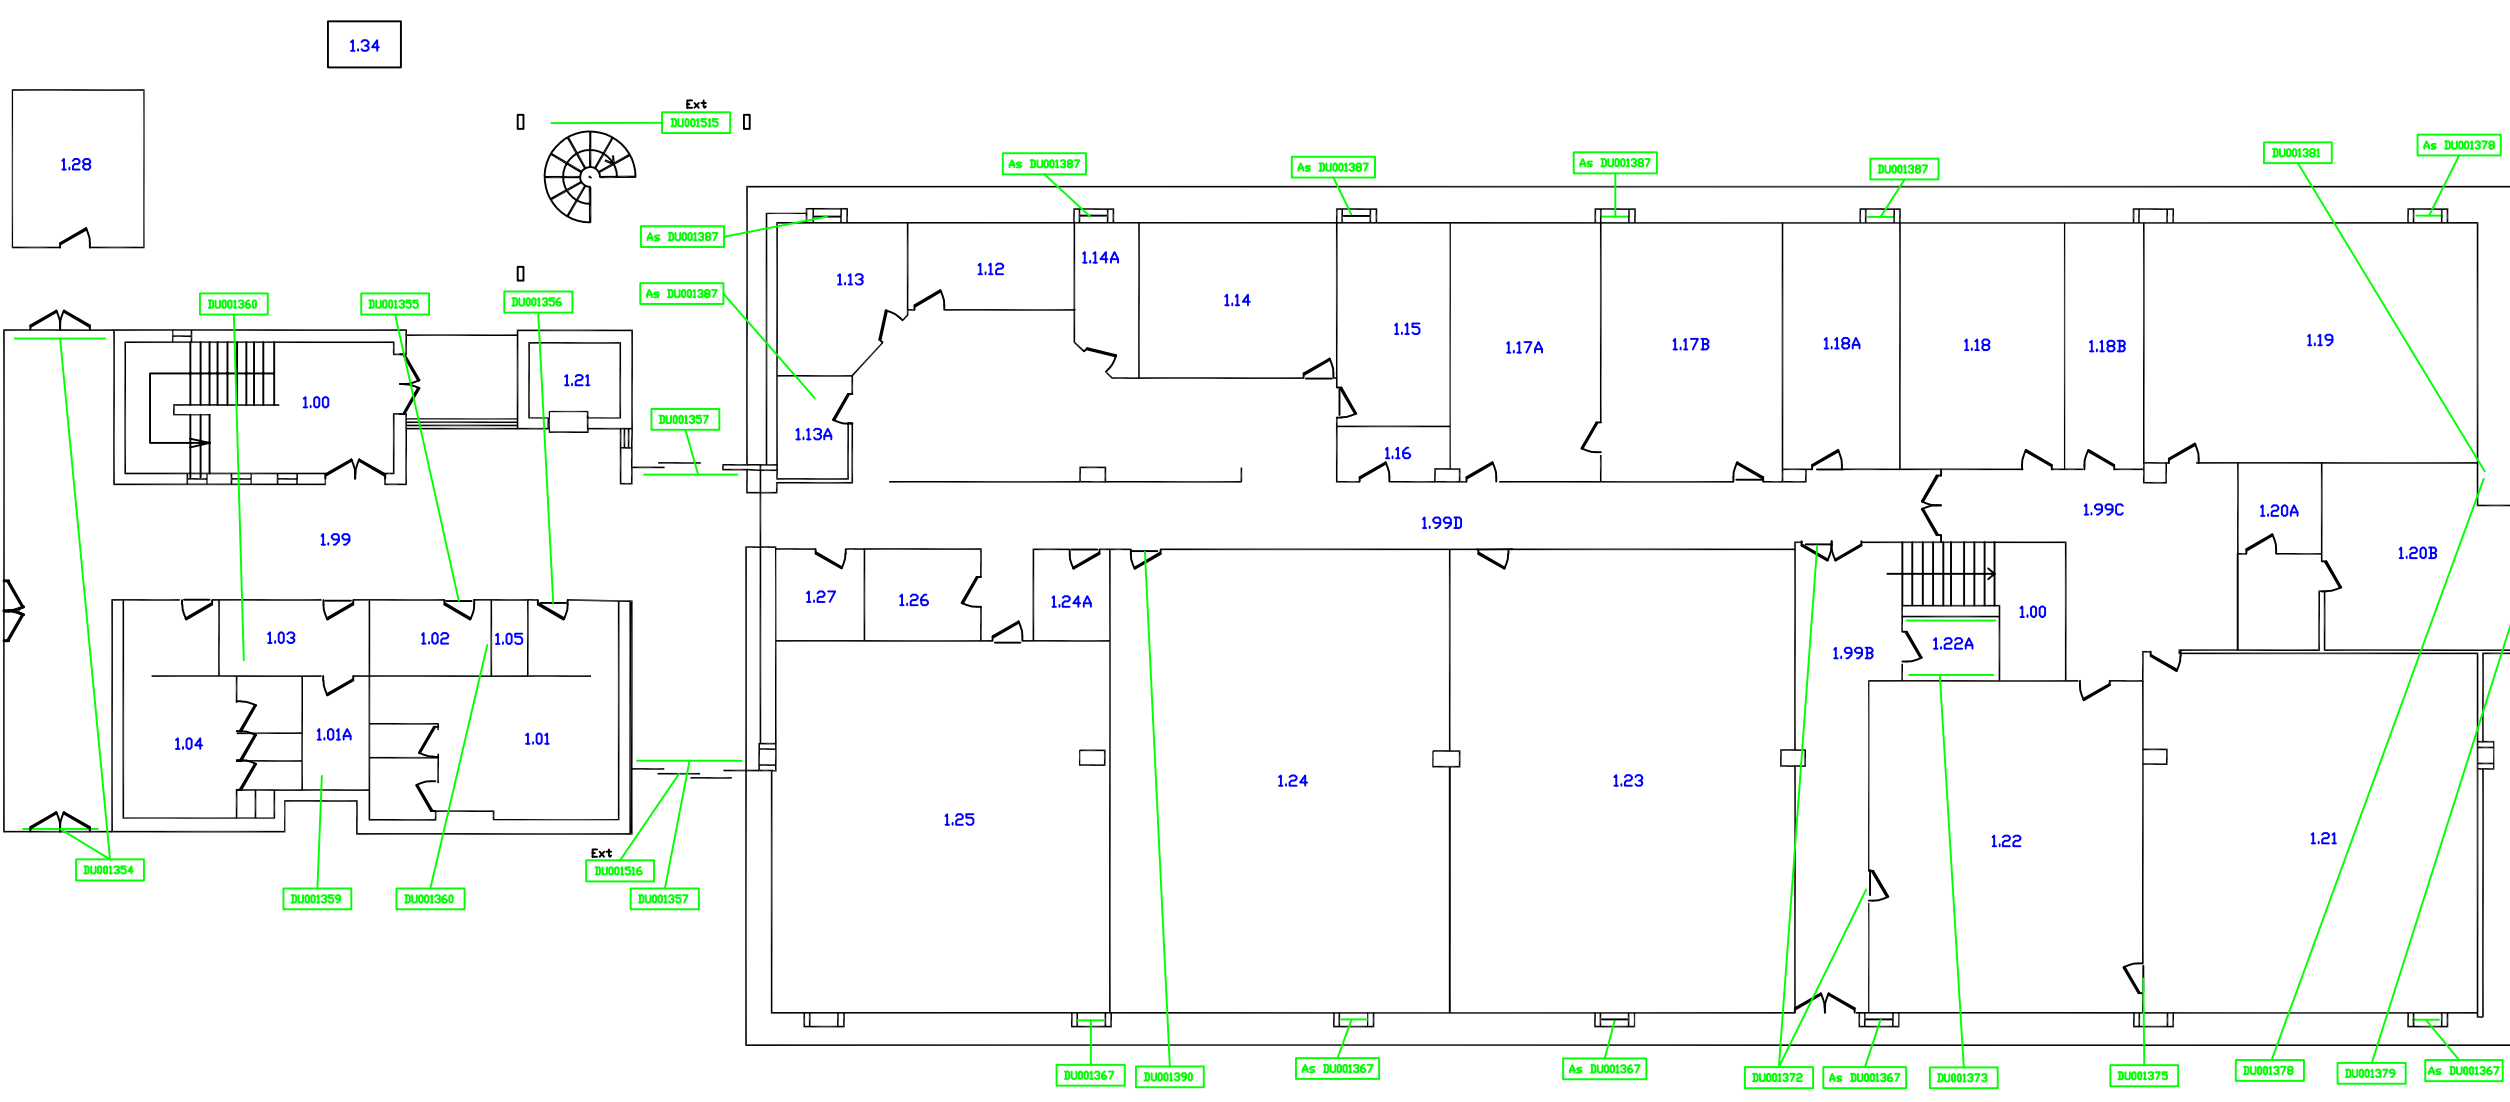 1.34
Ext
DU001515
1.28
As DU001387
As DU001387
As DU001387
DU001387
DU001381
As DU001378
As DU001387
As DU001387
1.13
1.12
1.14A
1.14
1.15
1.17A
1.17B
1.18A
1.18
1.18B
1.19
DU001360
DU001355
DU001356
1.00
1.21
DU001357
1.13A
1.16
1.99
1.99D
1.99C
1.20A
1.20B
1.03
1.02
1.05
1.27
1.26
1.24A
1.99B
1.22A
1.00
1.04
1.01A
1.01
1.25
1.24
1.23
1.22
1.21
Ext
DU001354
DU001359
DU001360
DU001516
DU001357
DU001367
DU001390
As DU001367
As DU001367
DU001372
As DU001367
DU001373
DU001375
DU001378
DU001379
As DU001367